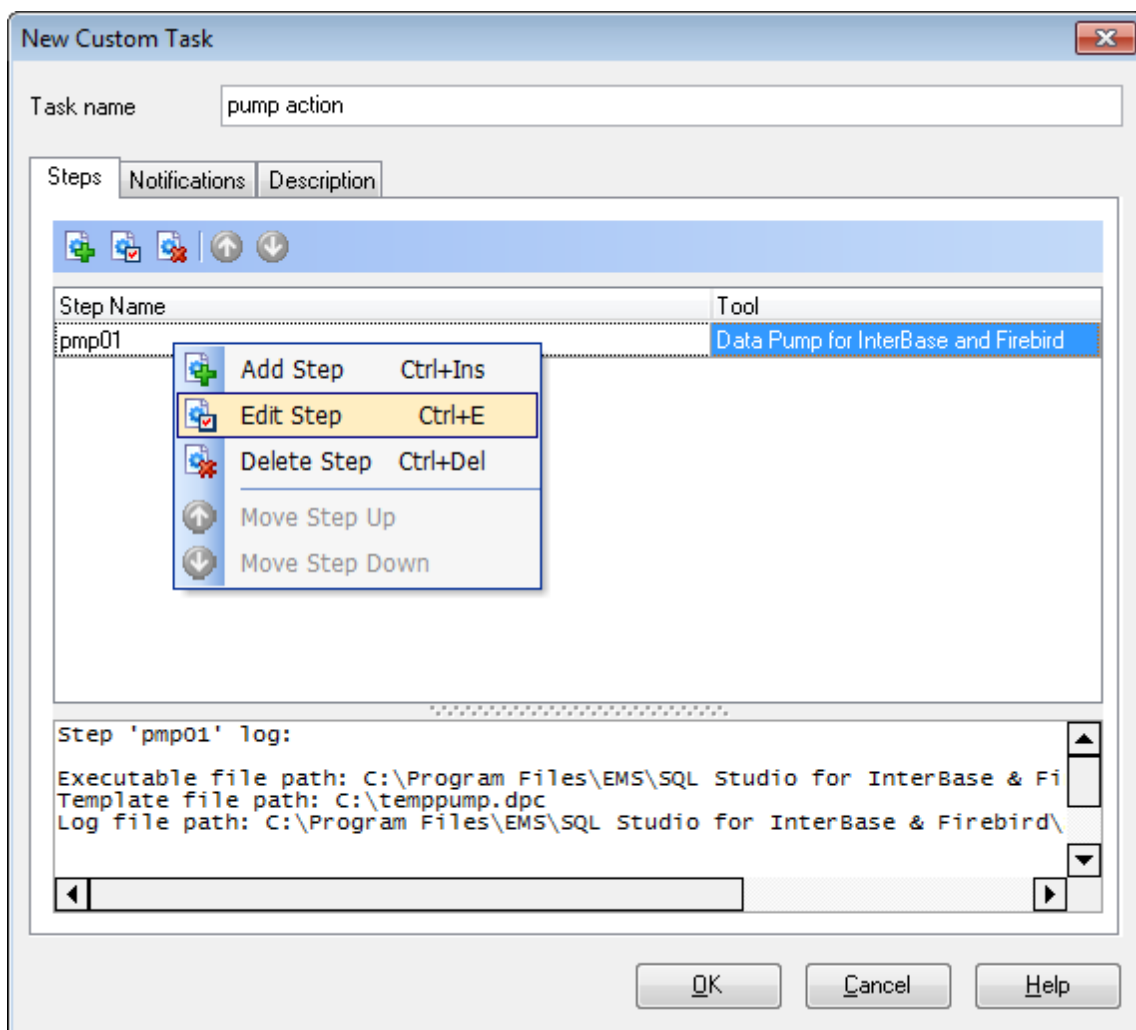 New Custom Task
Task name pump action
Steps Notifications Description
Step Name Tool
pmp01 Data Pump for InterBase and Firebird
Add Step Ctrl+Ins
Edit Step Ctrl+E
Delete Step Ctrl+Del
Move Step Up
Move Step Down
Step 'pmp01' log:
Executable file path: C:\Program Files\EMS\SQL Studio for InterBase & Fi
Template file path: C:\temppump.dpc
Log file path: C:\Program Files\EMS\SQL Studio for InterBase & Firebird\
OK Cancel Help